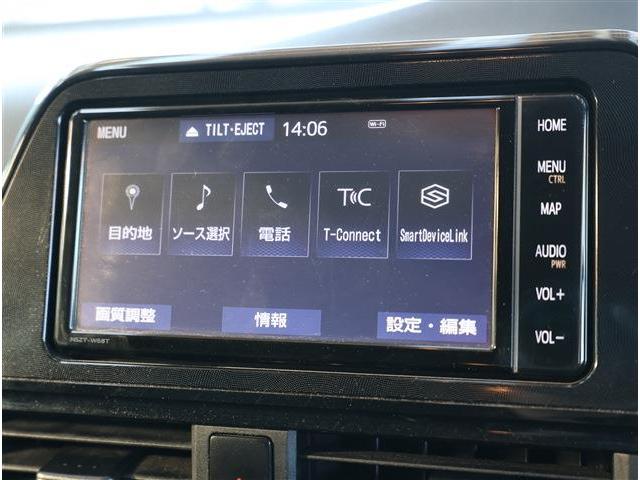 MENU TILT・EJECT 14:06 Wi-Fi
目的地 ソース選択 電話 T-Connect SmartDeviceLink
画質調整 情報 設定・編集
NSZT-W68T
HOME
MENU
CTRL
MAP
AUDIO
PWR
VOL+
VOL-